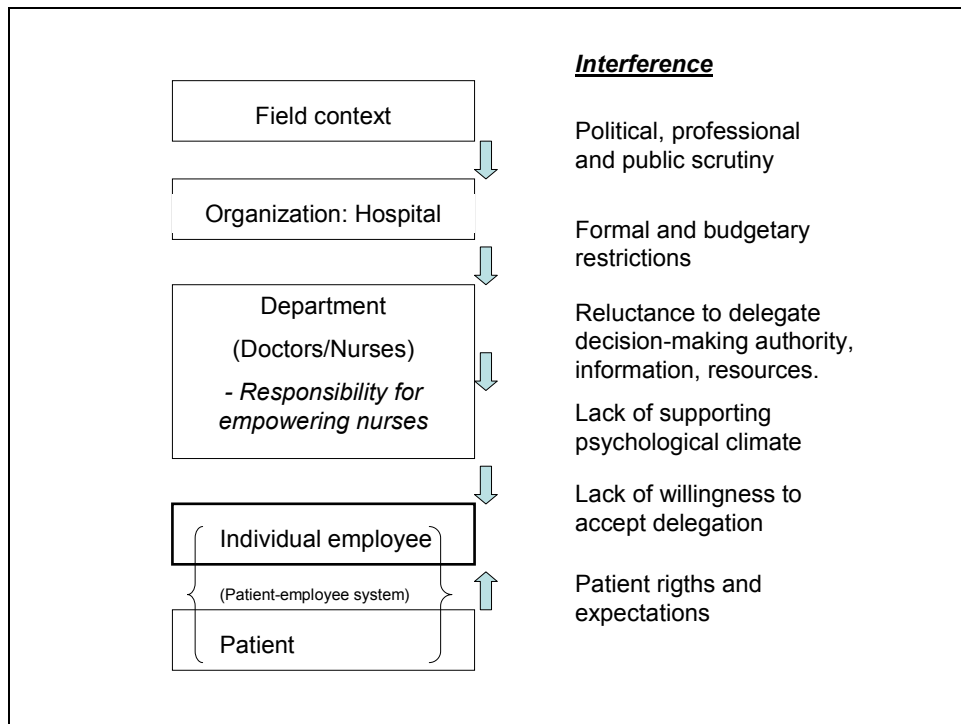 Interference
Field context
Political, professional
and public scrutiny
Organization: Hospital
Formal and budgetary
restrictions
Department
(Doctors/Nurses)
- Responsibility for
empowering nurses
Reluctance to delegate
decision-making authority,
information, resources.
Lack of supporting
psychological climate
Lack of willingness to
accept delegation
Individual employee
(Patient-employee system)
Patient
Patient rigths and
expectations